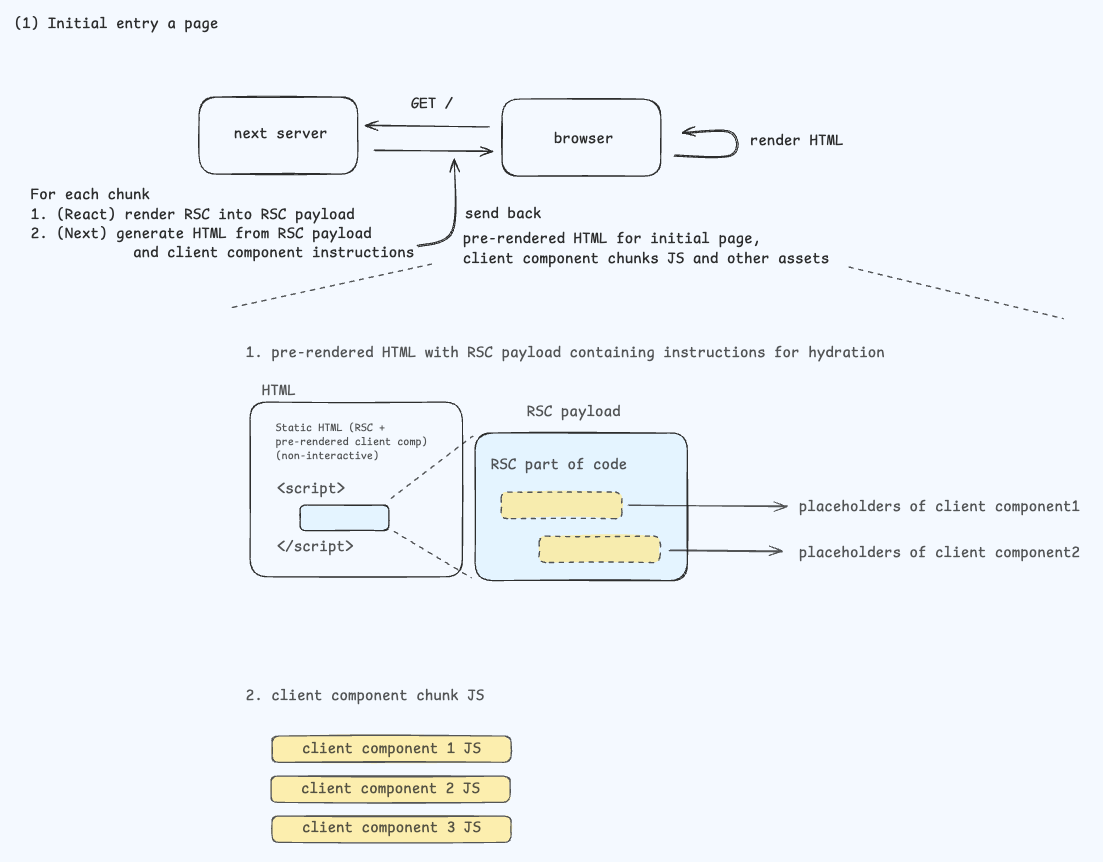 (1) Initial entry a page
GET /
next server
browser
render HTML
For each chunk
1. (React) render RSC into RSC payload
2. (Next) generate HTML from RSC payload
and client component instructions
send back
pre-rendered HTML for initial page,
client component chunks JS and other assets
1. pre-rendered HTML with RSC payload containing instructions for hydration
HTML
Static HTML (RSC +
pre-rendered client comp)
(non-interactive)
<script>
</script>
RSC payload
RSC part of code
placeholders of client component1
placeholders of client component2
2. client component chunk JS
client component 1 JS
client component 2 JS
client component 3 JS